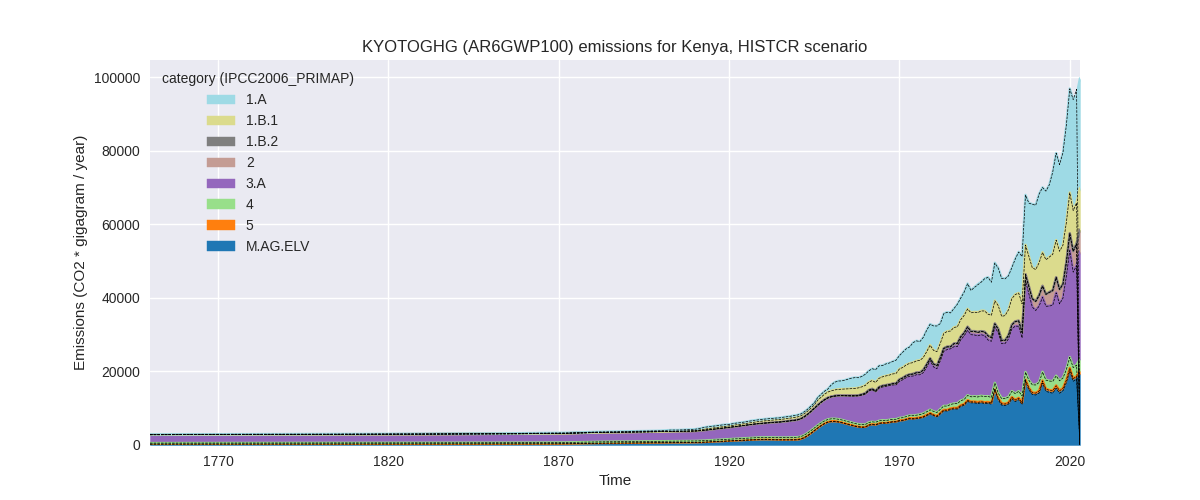 KYOTOGHG (AR6GWP100) emissions for Kenya, HISTCR scenario
category (IPCC2006_PRIMAP)
1.A
1.B.1
1.B.2
2
3.A
4
5
M.AG.ELV
Emissions (CO2 * gigagram / year)
100000
80000
60000
40000
20000
0
1770
1820
1870
1920
1970
2020
Time